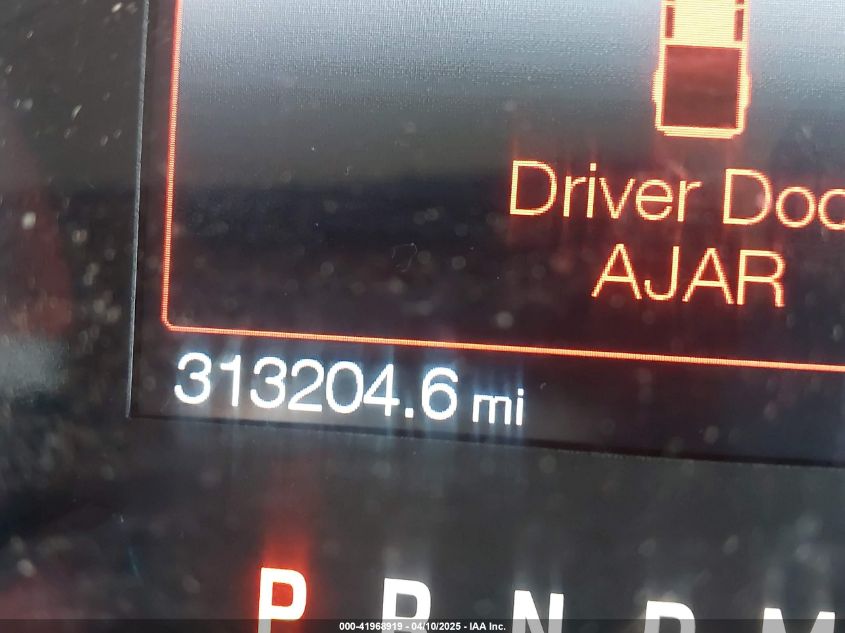 Driver Doo
AJAR
313204.6 mi
P R N D M
000-41968919 - 04/10/2025 - IAA Inc.